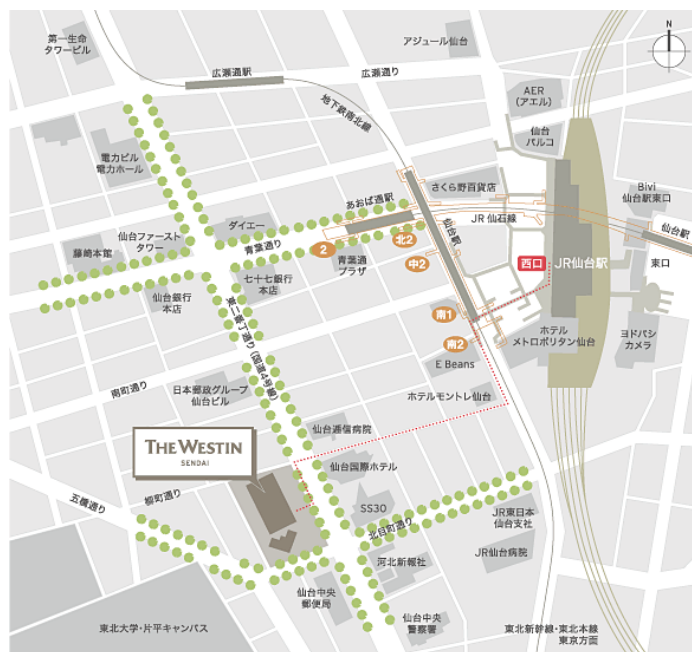 第一生命
タワービル
広瀬通駅
広瀬通り
アジュール仙台
N
地下鉄南北線
AER
(アエル)
仙台
パルコ
電力ビル
電力ホール
さくら野百貨店
Bivi
仙台駅東口
あおば通駅
JR 仙石線
仙台ファースト
タワー
ダイエー
青葉通り
2
北2
仙台駅
仙台駅
藤崎本館
七十七銀行
本店
青葉通
プラザ
中2
西口
JR仙台駅
東口
仙台銀行
本店
南1
東二番丁通り(国道4号線)
南2
ホテル
メトロポリタン仙台
ヨドバシ
カメラ
E Beans
南町通り
日本郵政グループ
仙台ビル
ホテルモントレ仙台
仙台逓信病院
THE WESTIN
SENDAI
仙台国際ホテル
五橋通り
柳町通り
SS30
北目町通り
JR東日本
仙台支社
JR仙台病院
河北新報社
仙台中央
郵便局
仙台中央
警察署
東北大学・片平キャンパス
東北新幹線・東北本線
東京方面